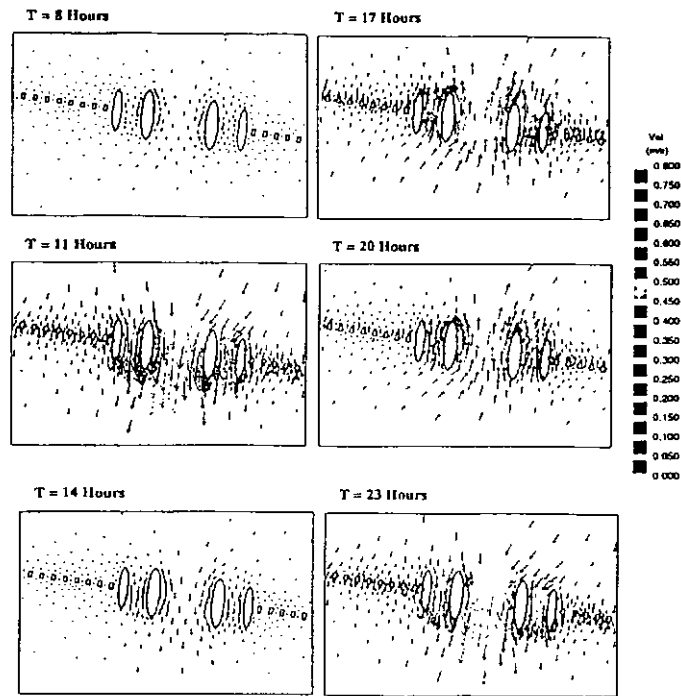 T = 8 Hours
T = 17 Hours
T = 11 Hours
T = 20 Hours
T = 14 Hours
T = 23 Hours
Vel
(m/s)
0.800
0.750
0.700
0.650
0.600
0.550
0.500
0.450
0.400
0.350
0.300
0.250
0.200
0.150
0.100
0.050
0.000